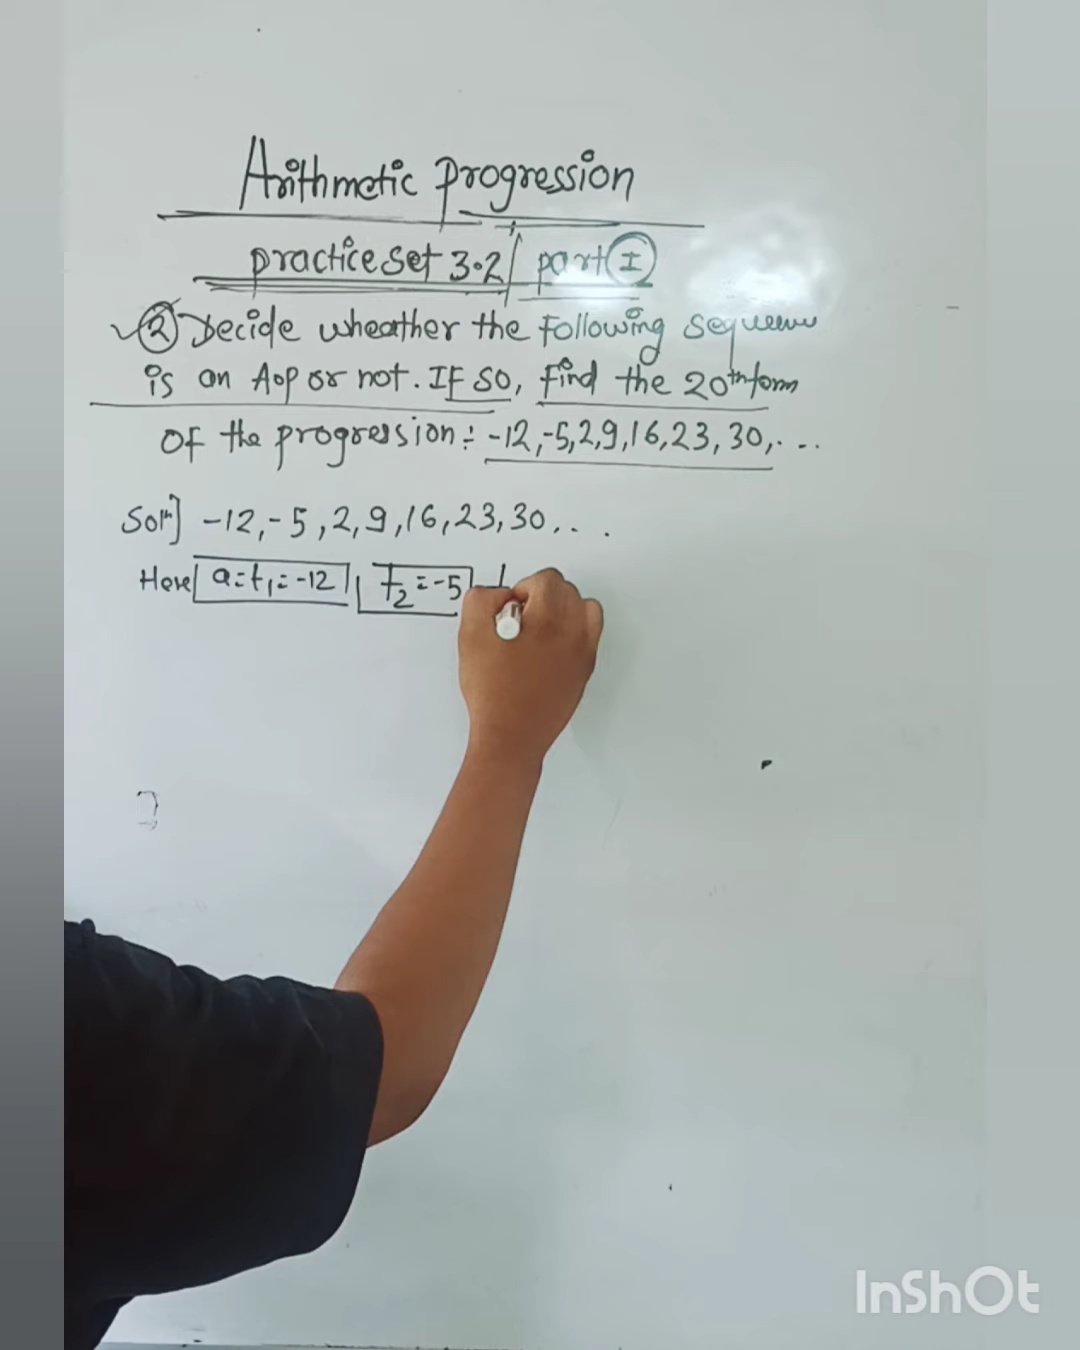 Arithmetic progression
practice set 3.2 part I
2 Decide wheather the following
is an A.P or not. If so, find the 20th term
of the progression :- -12, -5, 2, 9, 16, 23, 30, . . .
Soln] -12, -5, 2, 9, 16, 23, 30 . . .
Here a = t1 = -12 , t2 = -5
InShOt